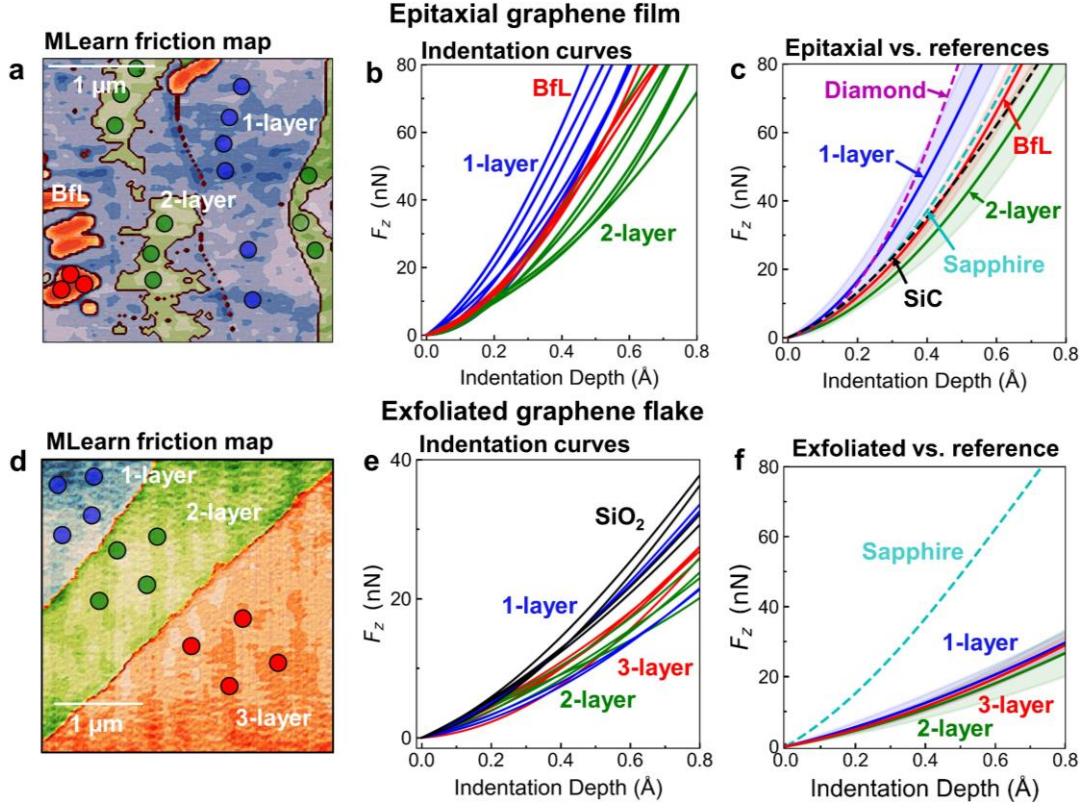 Epitaxial graphene film
MLearn friction map
a
1 μm
1-layer
BfL
2-layer
Indentation curves
b
80
60
40
20
0
F_z (nN)
BfL
1-layer
2-layer
0.0 0.2 0.4 0.6 0.8
Indentation Depth (Å)
Epitaxial vs. references
c
80
60
40
20
0
F_z (nN)
Diamond
1-layer
BfL
2-layer
Sapphire
SiC
0.0 0.2 0.4 0.6 0.8
Indentation Depth (Å)
Exfoliated graphene flake
MLearn friction map
d
1-layer
2-layer
1 μm
3-layer
Indentation curves
e
40
20
0
F_z (nN)
SiO₂
1-layer
3-layer
2-layer
0.0 0.2 0.4 0.6 0.8
Indentation Depth (Å)
Exfoliated vs. reference
f
80
60
40
20
0
F_z (nN)
Sapphire
1-layer
3-layer
2-layer
0.0 0.2 0.4 0.6 0.8
Indentation Depth (Å)